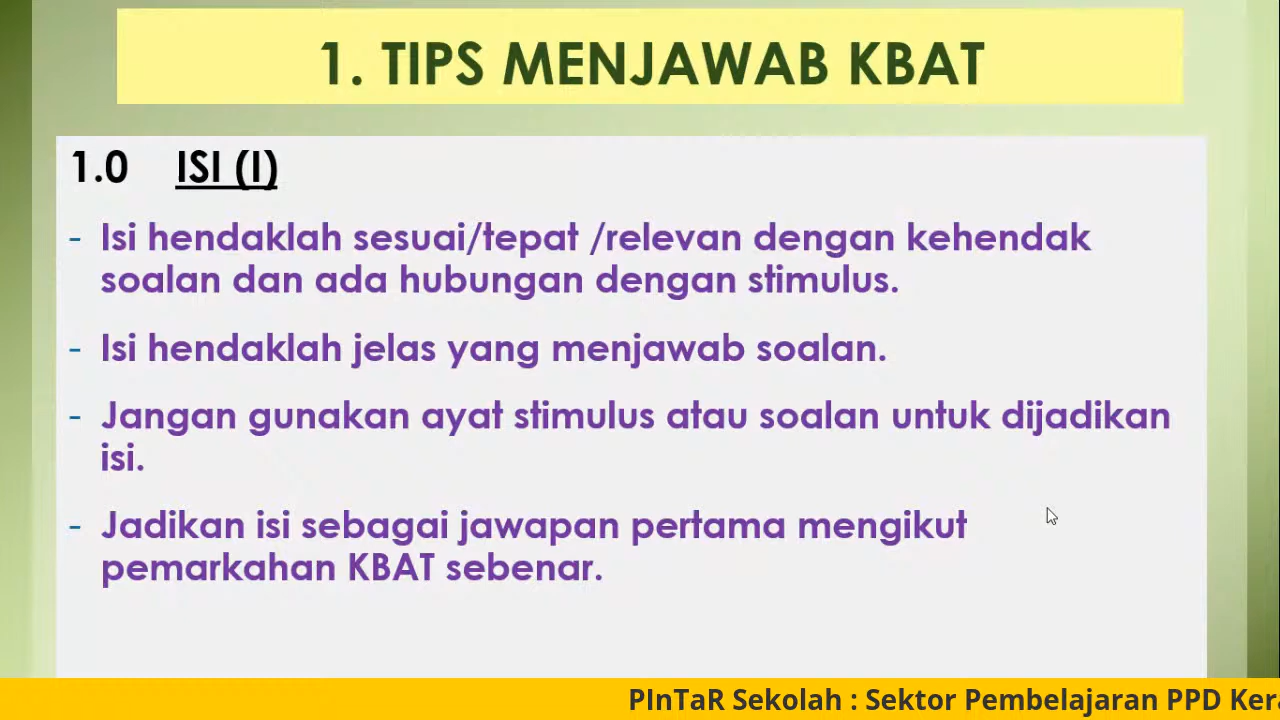 1. TIPS MENJAWAB KBAT
1.0 ISI (I)
- Isi hendaklah sesuai/tepat /relevan dengan kehendak
soalan dan ada hubungan dengan stimulus.
- Isi hendaklah jelas yang menjawab soalan.
- Jangan gunakan ayat stimulus atau soalan untuk dijadikan
isi.
- Jadikan isi sebagai jawapan pertama mengikut
pemarkahan KBAT sebenar.
PInTaR Sekolah : Sektor Pembelajaran PPD